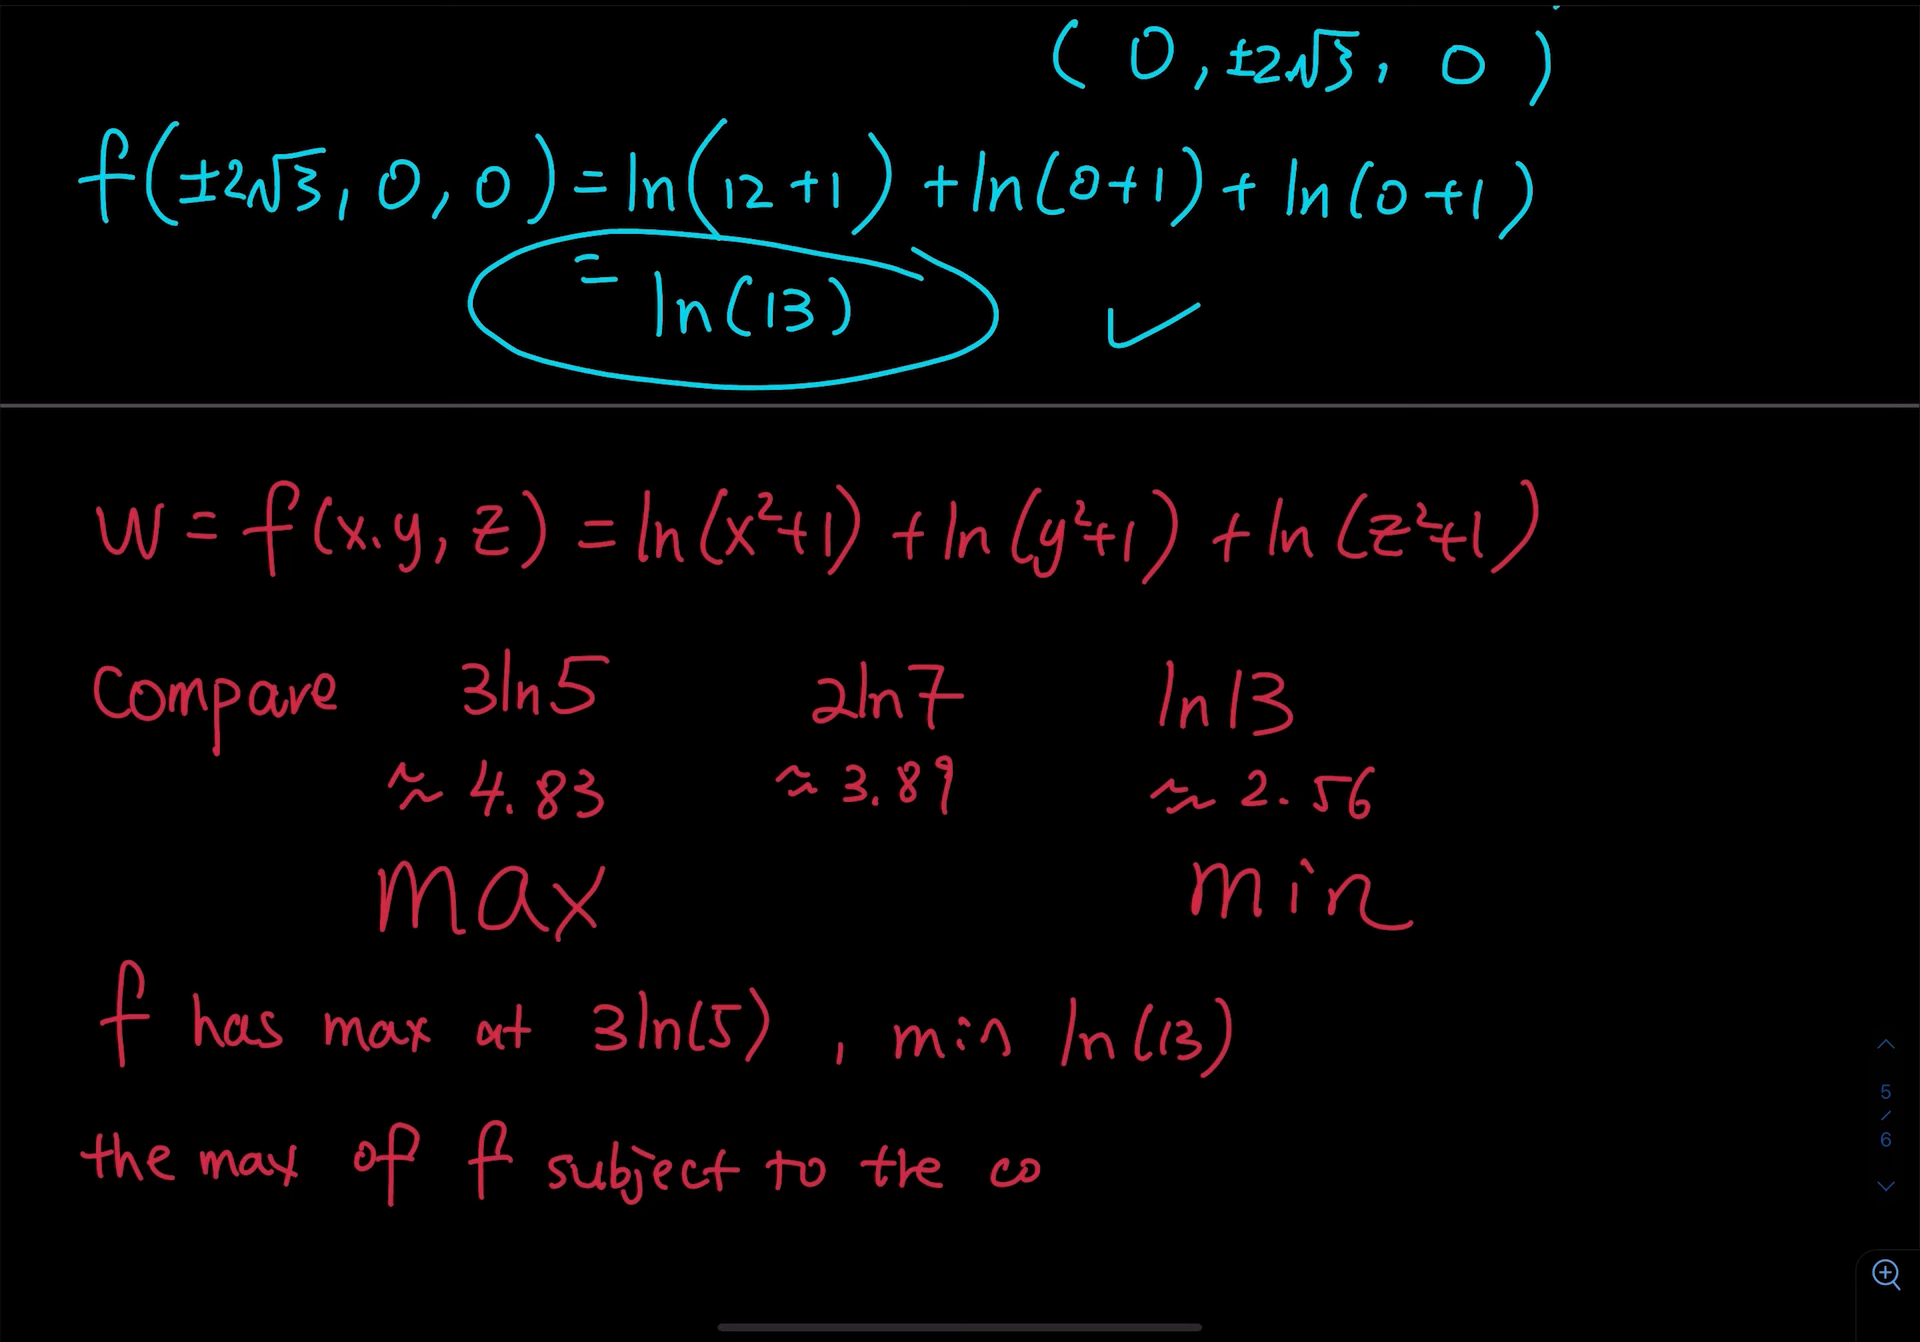 ( 0, ±2√3, 0 )
f(±2√3, 0, 0) = ln(12+1) + ln(0+1) + ln(0+1)
= ln(13) ✓
W = f(x,y,z) = ln(x²+1) + ln(y²+1) + ln(z²+1)
Compare 3ln5 2ln7 ln13
≈ 4.83 ≈ 3.89 ≈ 2.56
max min
f has max at 3ln(5), min ln(13)
the max of f subject to the co
5
/
6